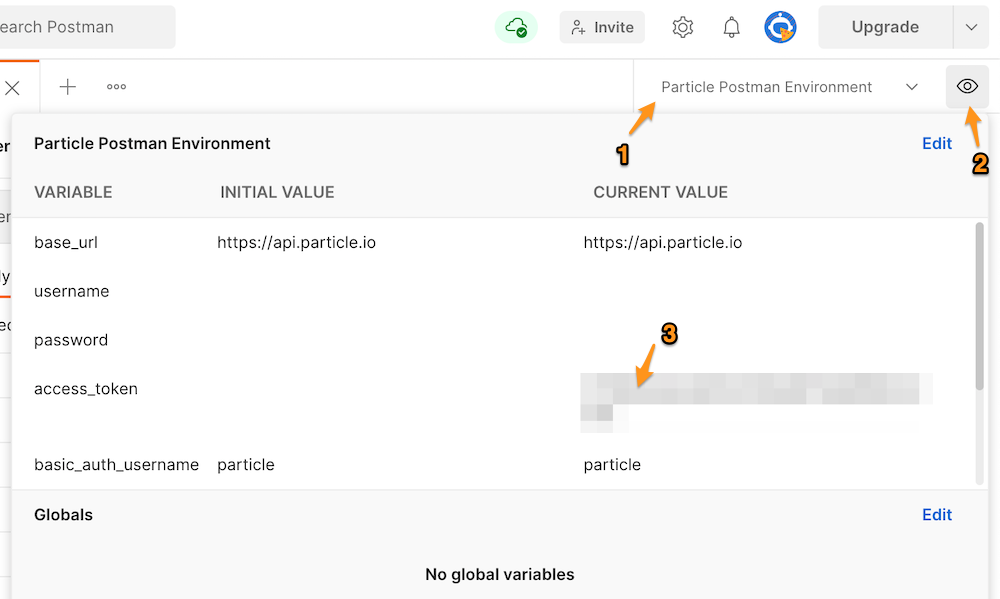 earch Postman
Invite
Upgrade
Particle Postman Environment
1
2
Particle Postman Environment
Edit
VARIABLE INITIAL VALUE CURRENT VALUE
base_url https://api.particle.io https://api.particle.io
username
password
3
access_token
basic_auth_username particle particle
Globals
Edit
No global variables